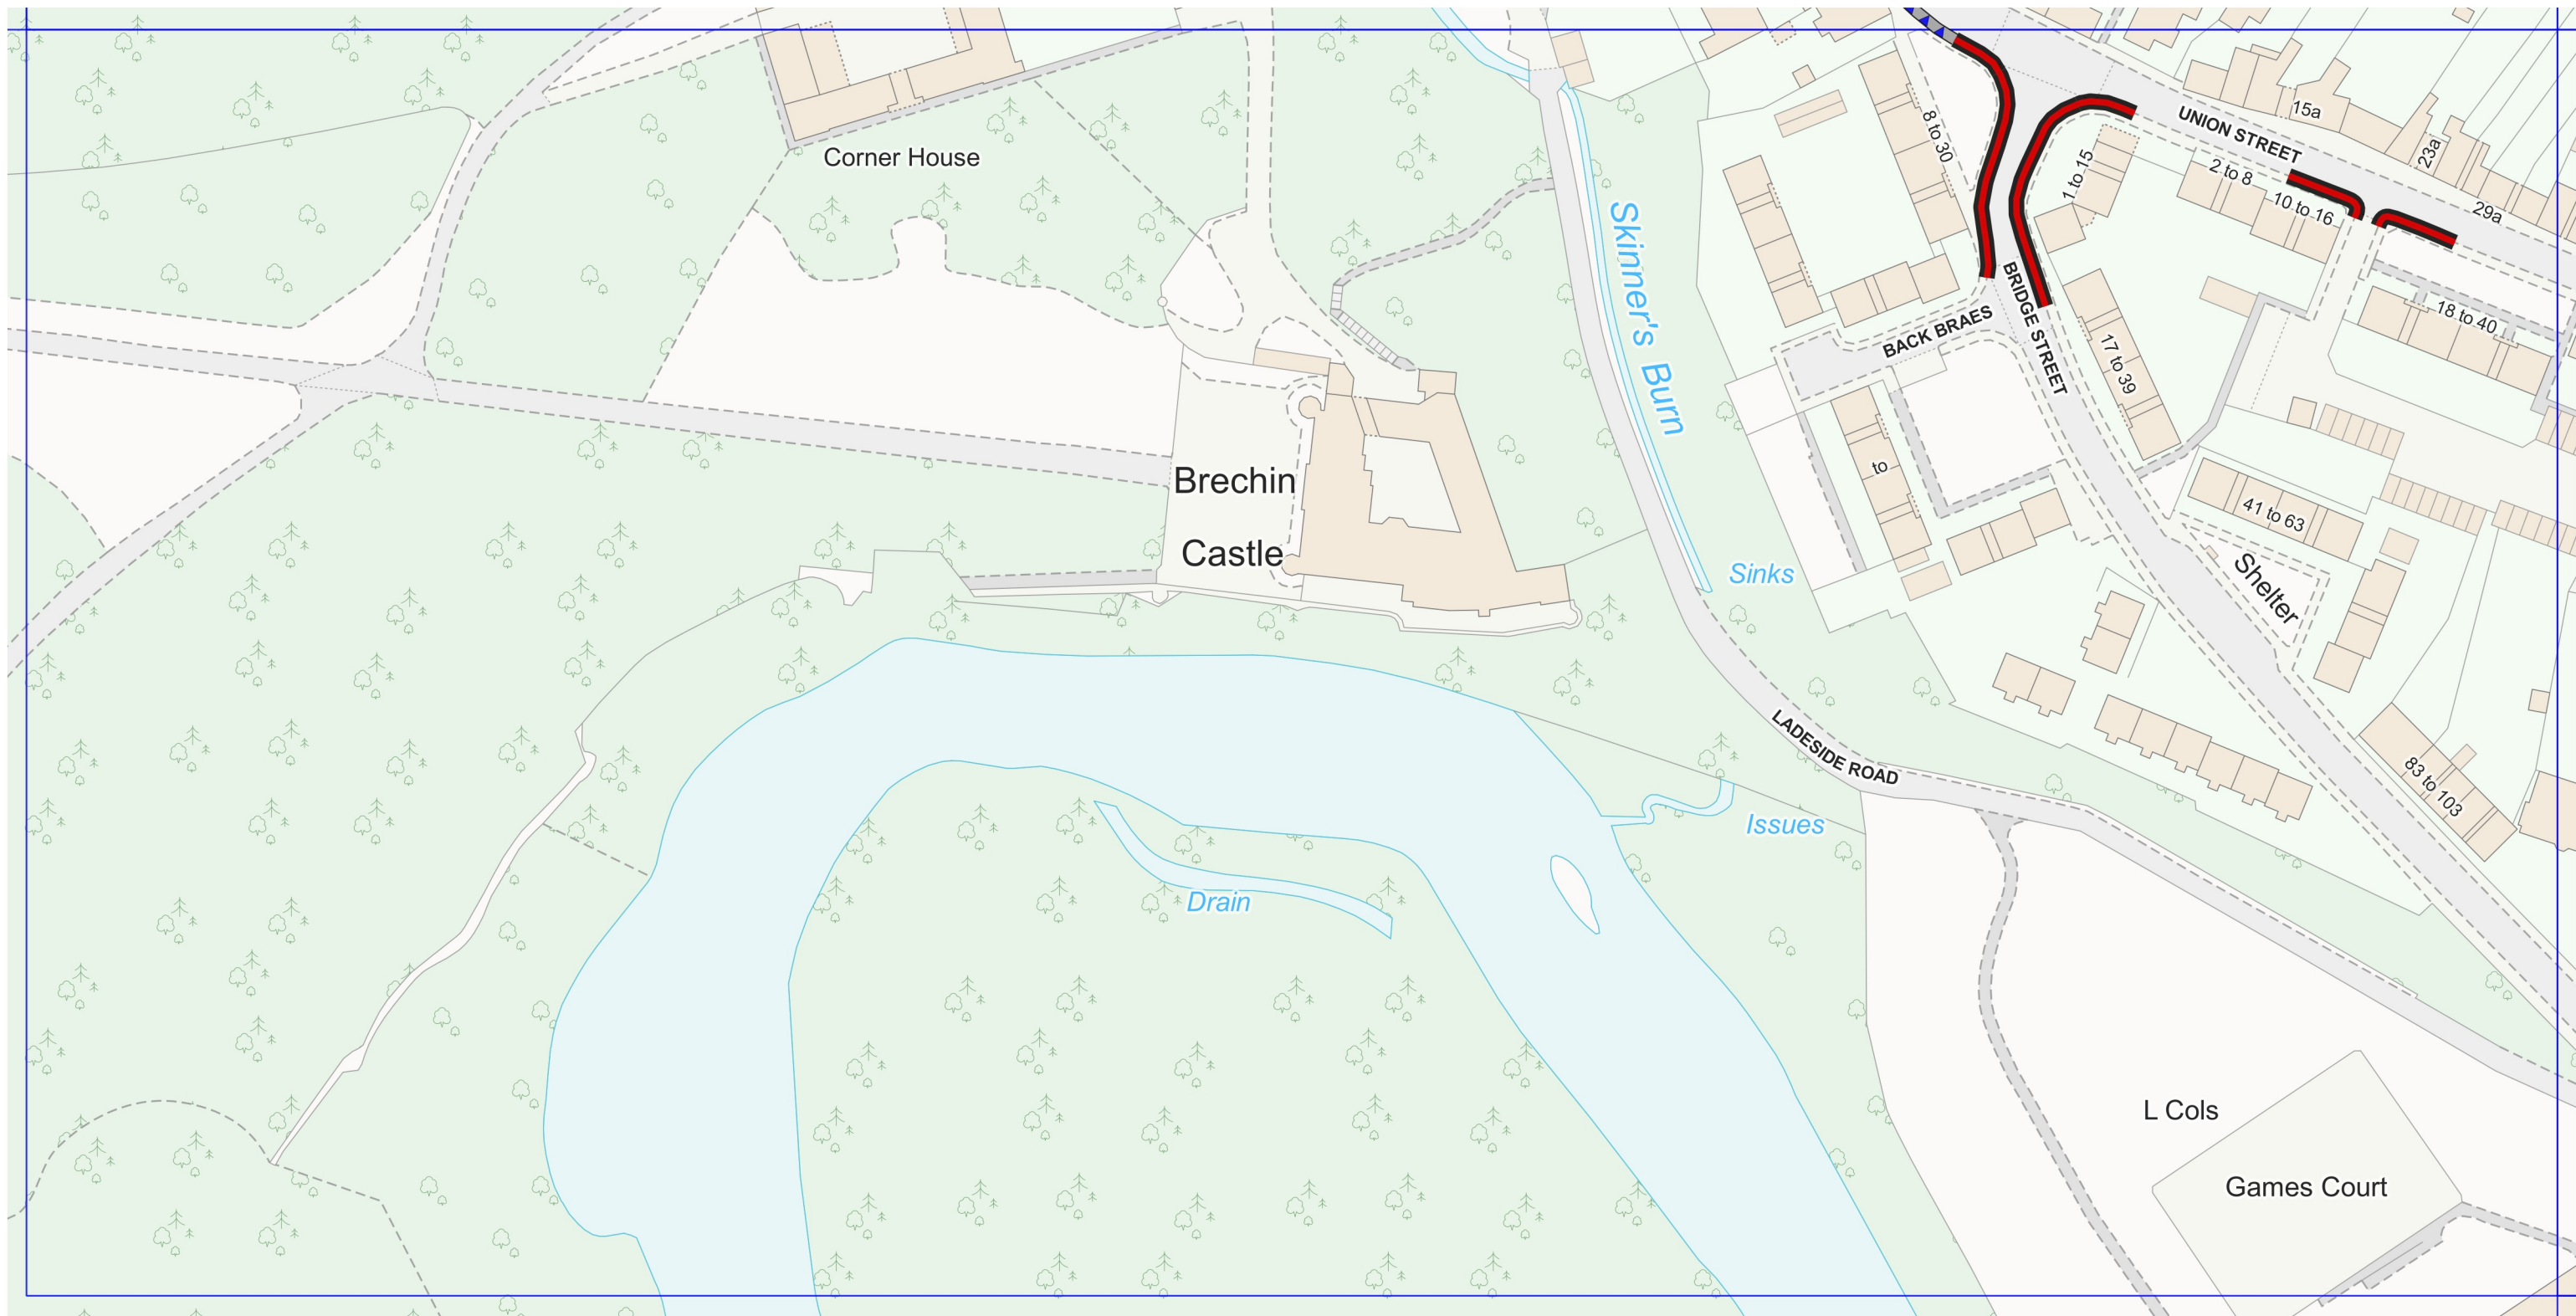 15a
UNION STREET
8 to 30
23a
Corner House
1 to 15
2 to 8
10 to 16
29a
Skinner's Burn
BRIDGE STREET
18 to 40
BACK BRAES
17 to 39
Brechin
Castle
to
41 to 63
Sinks
Shelter
LADESIDE ROAD
83 to 103
Issues
Drain
L Cols
Games Court